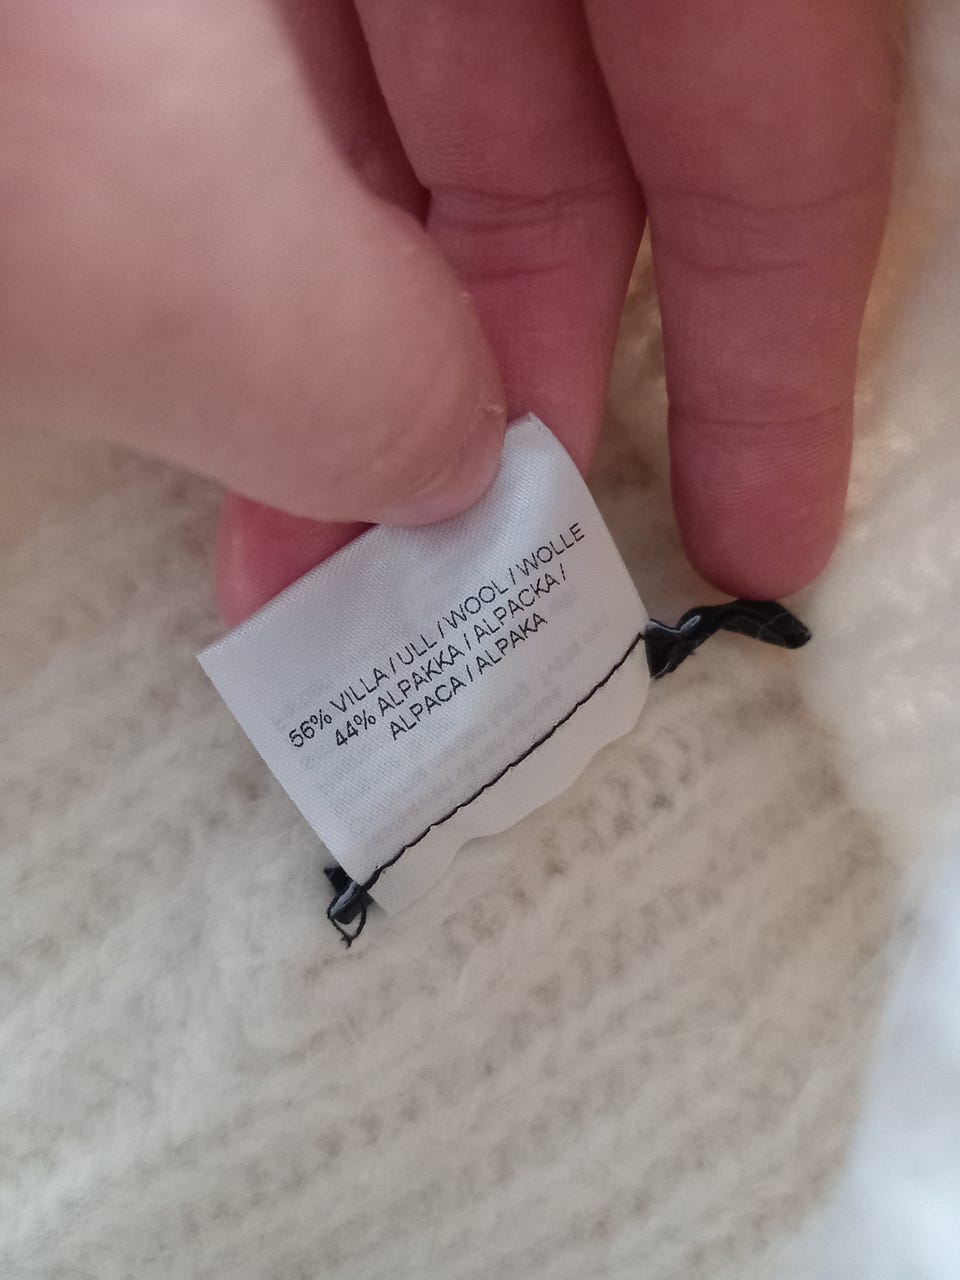 56% VILLA / ULL / WOOL / WOLLE
44% ALPAKKA / ALPACKA /
ALPACA / ALPAKA